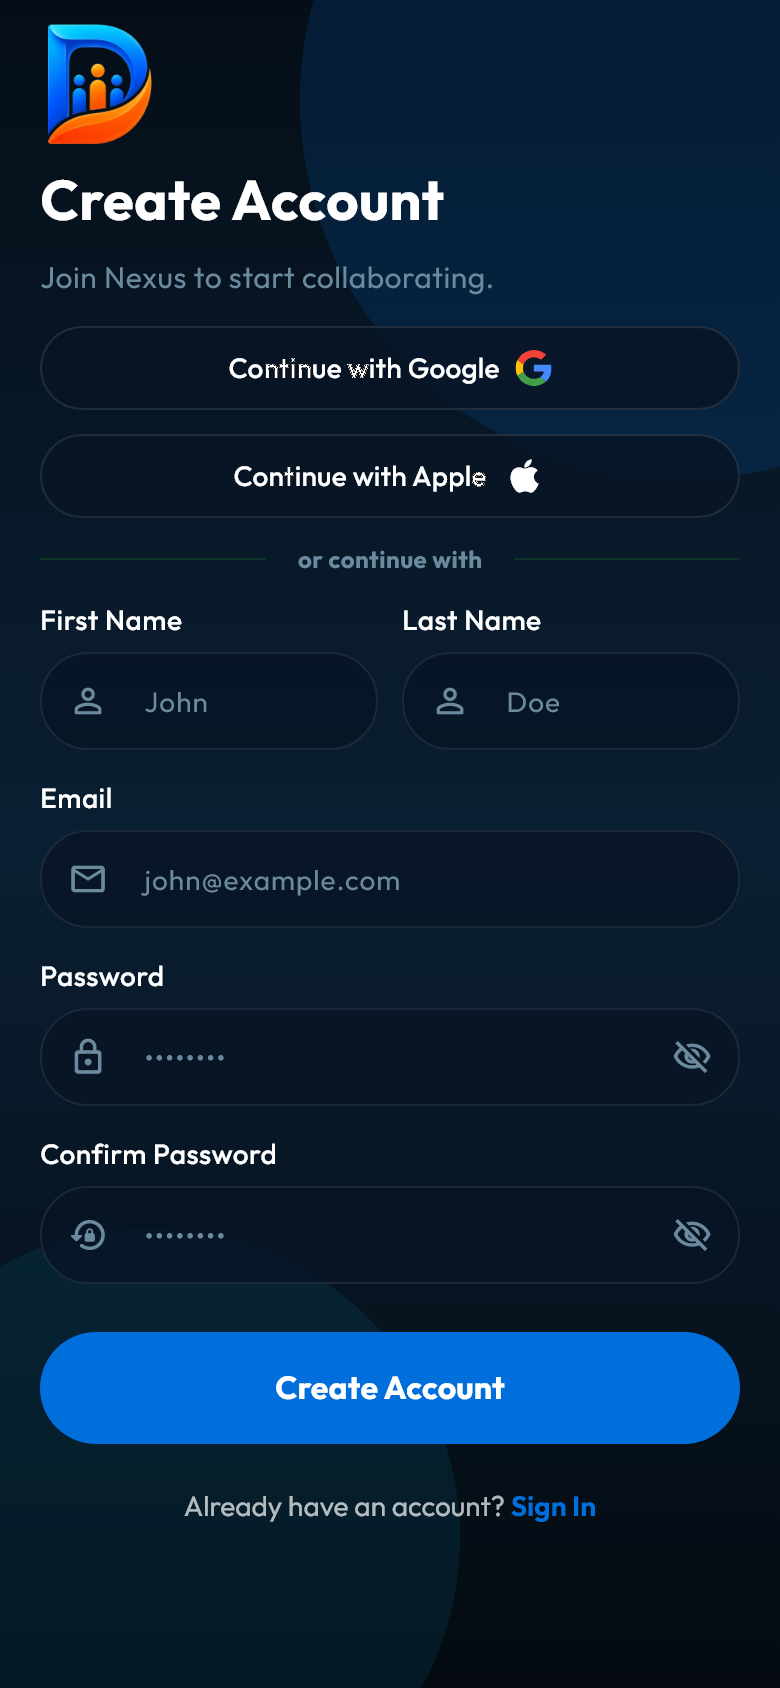 Create Account
Join Nexus to start collaborating.
Continue with Google
Continue with Apple
or continue with
First Name Last Name
John Doe
Email
john@example.com
Password
••••••••
Confirm Password
••••••••
Create Account
Already have an account? Sign In